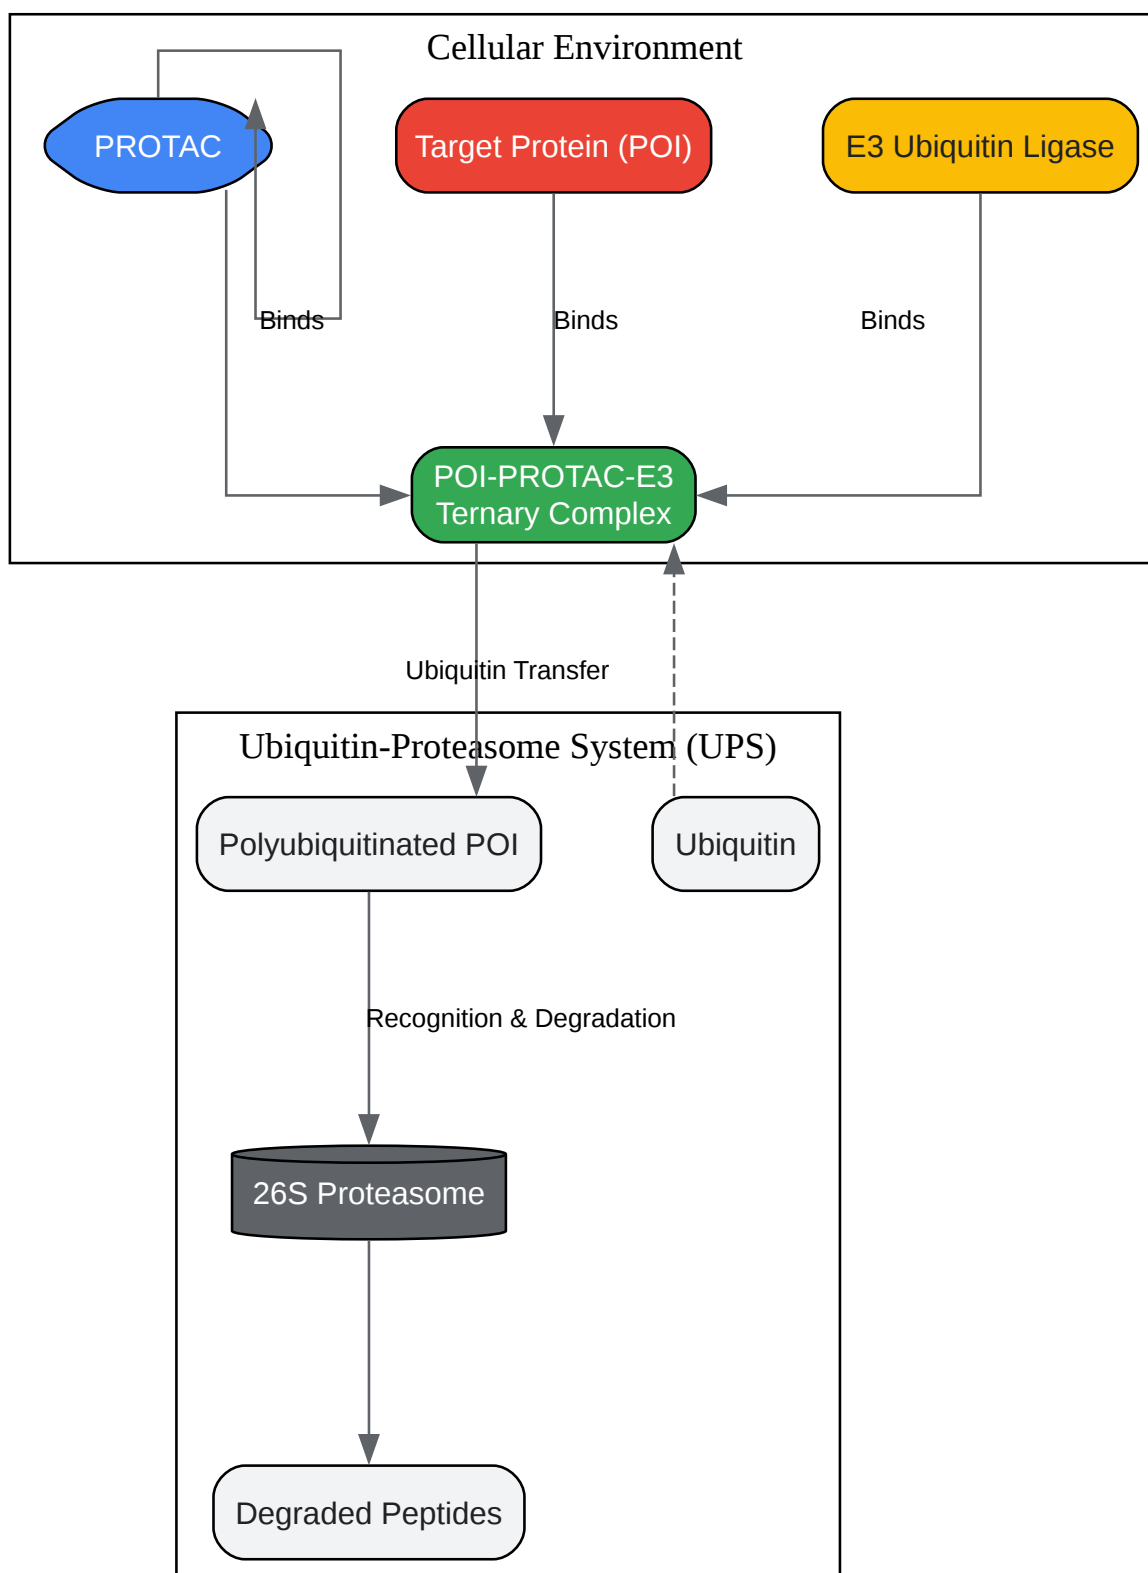 Cellular Environment
PROTAC
Target Protein (POI)
E3 Ubiquitin Ligase
Binds
Binds
Binds
POI-PROTAC-E3
Ternary Complex
Ubiquitin Transfer
Ubiquitin-Proteasome System (UPS)
Polyubiquitinated POI
Ubiquitin
Recognition & Degradation
26S Proteasome
Degraded Peptides